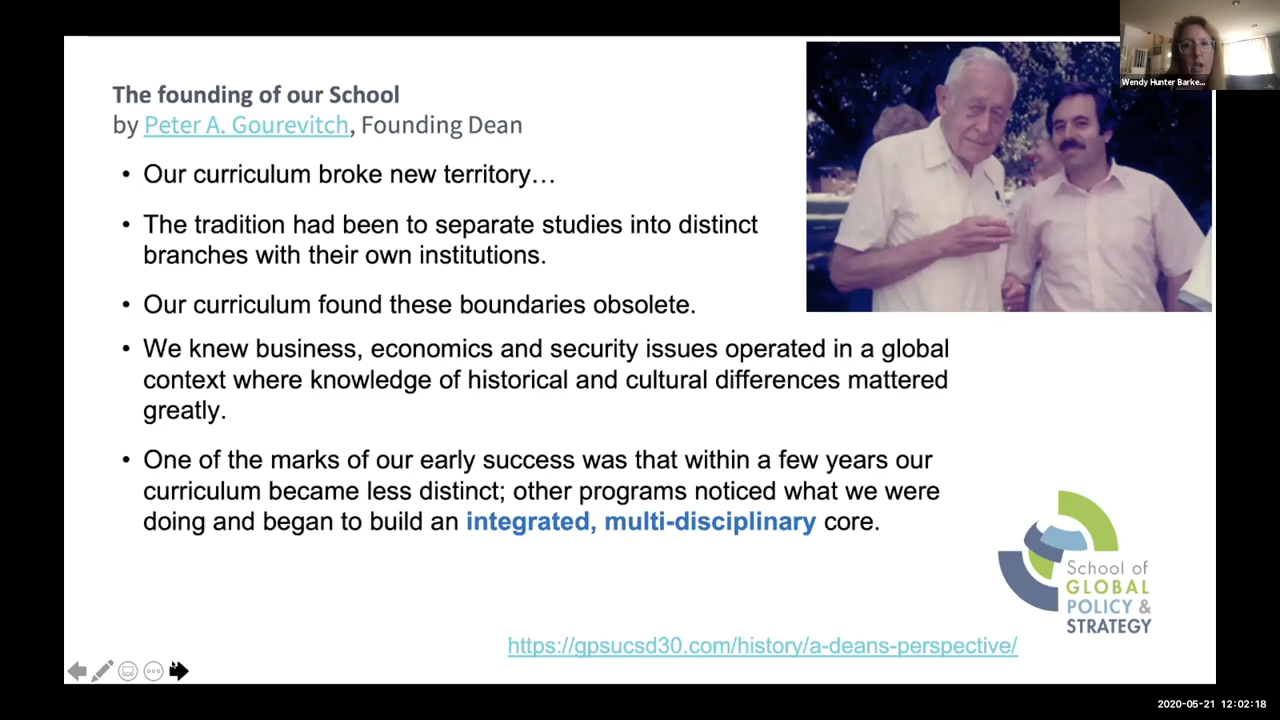 Wendy Hunter Barke...
The founding of our School
by Peter A. Gourevitch, Founding Dean
• Our curriculum broke new territory…
• The tradition had been to separate studies into distinct
branches with their own institutions.
• Our curriculum found these boundaries obsolete.
• We knew business, economics and security issues operated in a global
context where knowledge of historical and cultural differences mattered
greatly.
• One of the marks of our early success was that within a few years our
curriculum became less distinct; other programs noticed what we were
doing and began to build an integrated, multi-disciplinary core.
School of
GLOBAL
POLICY &
STRATEGY
https://gpsucsd30.com/history/a-deans-perspective/
2020-05-21 12:02:18